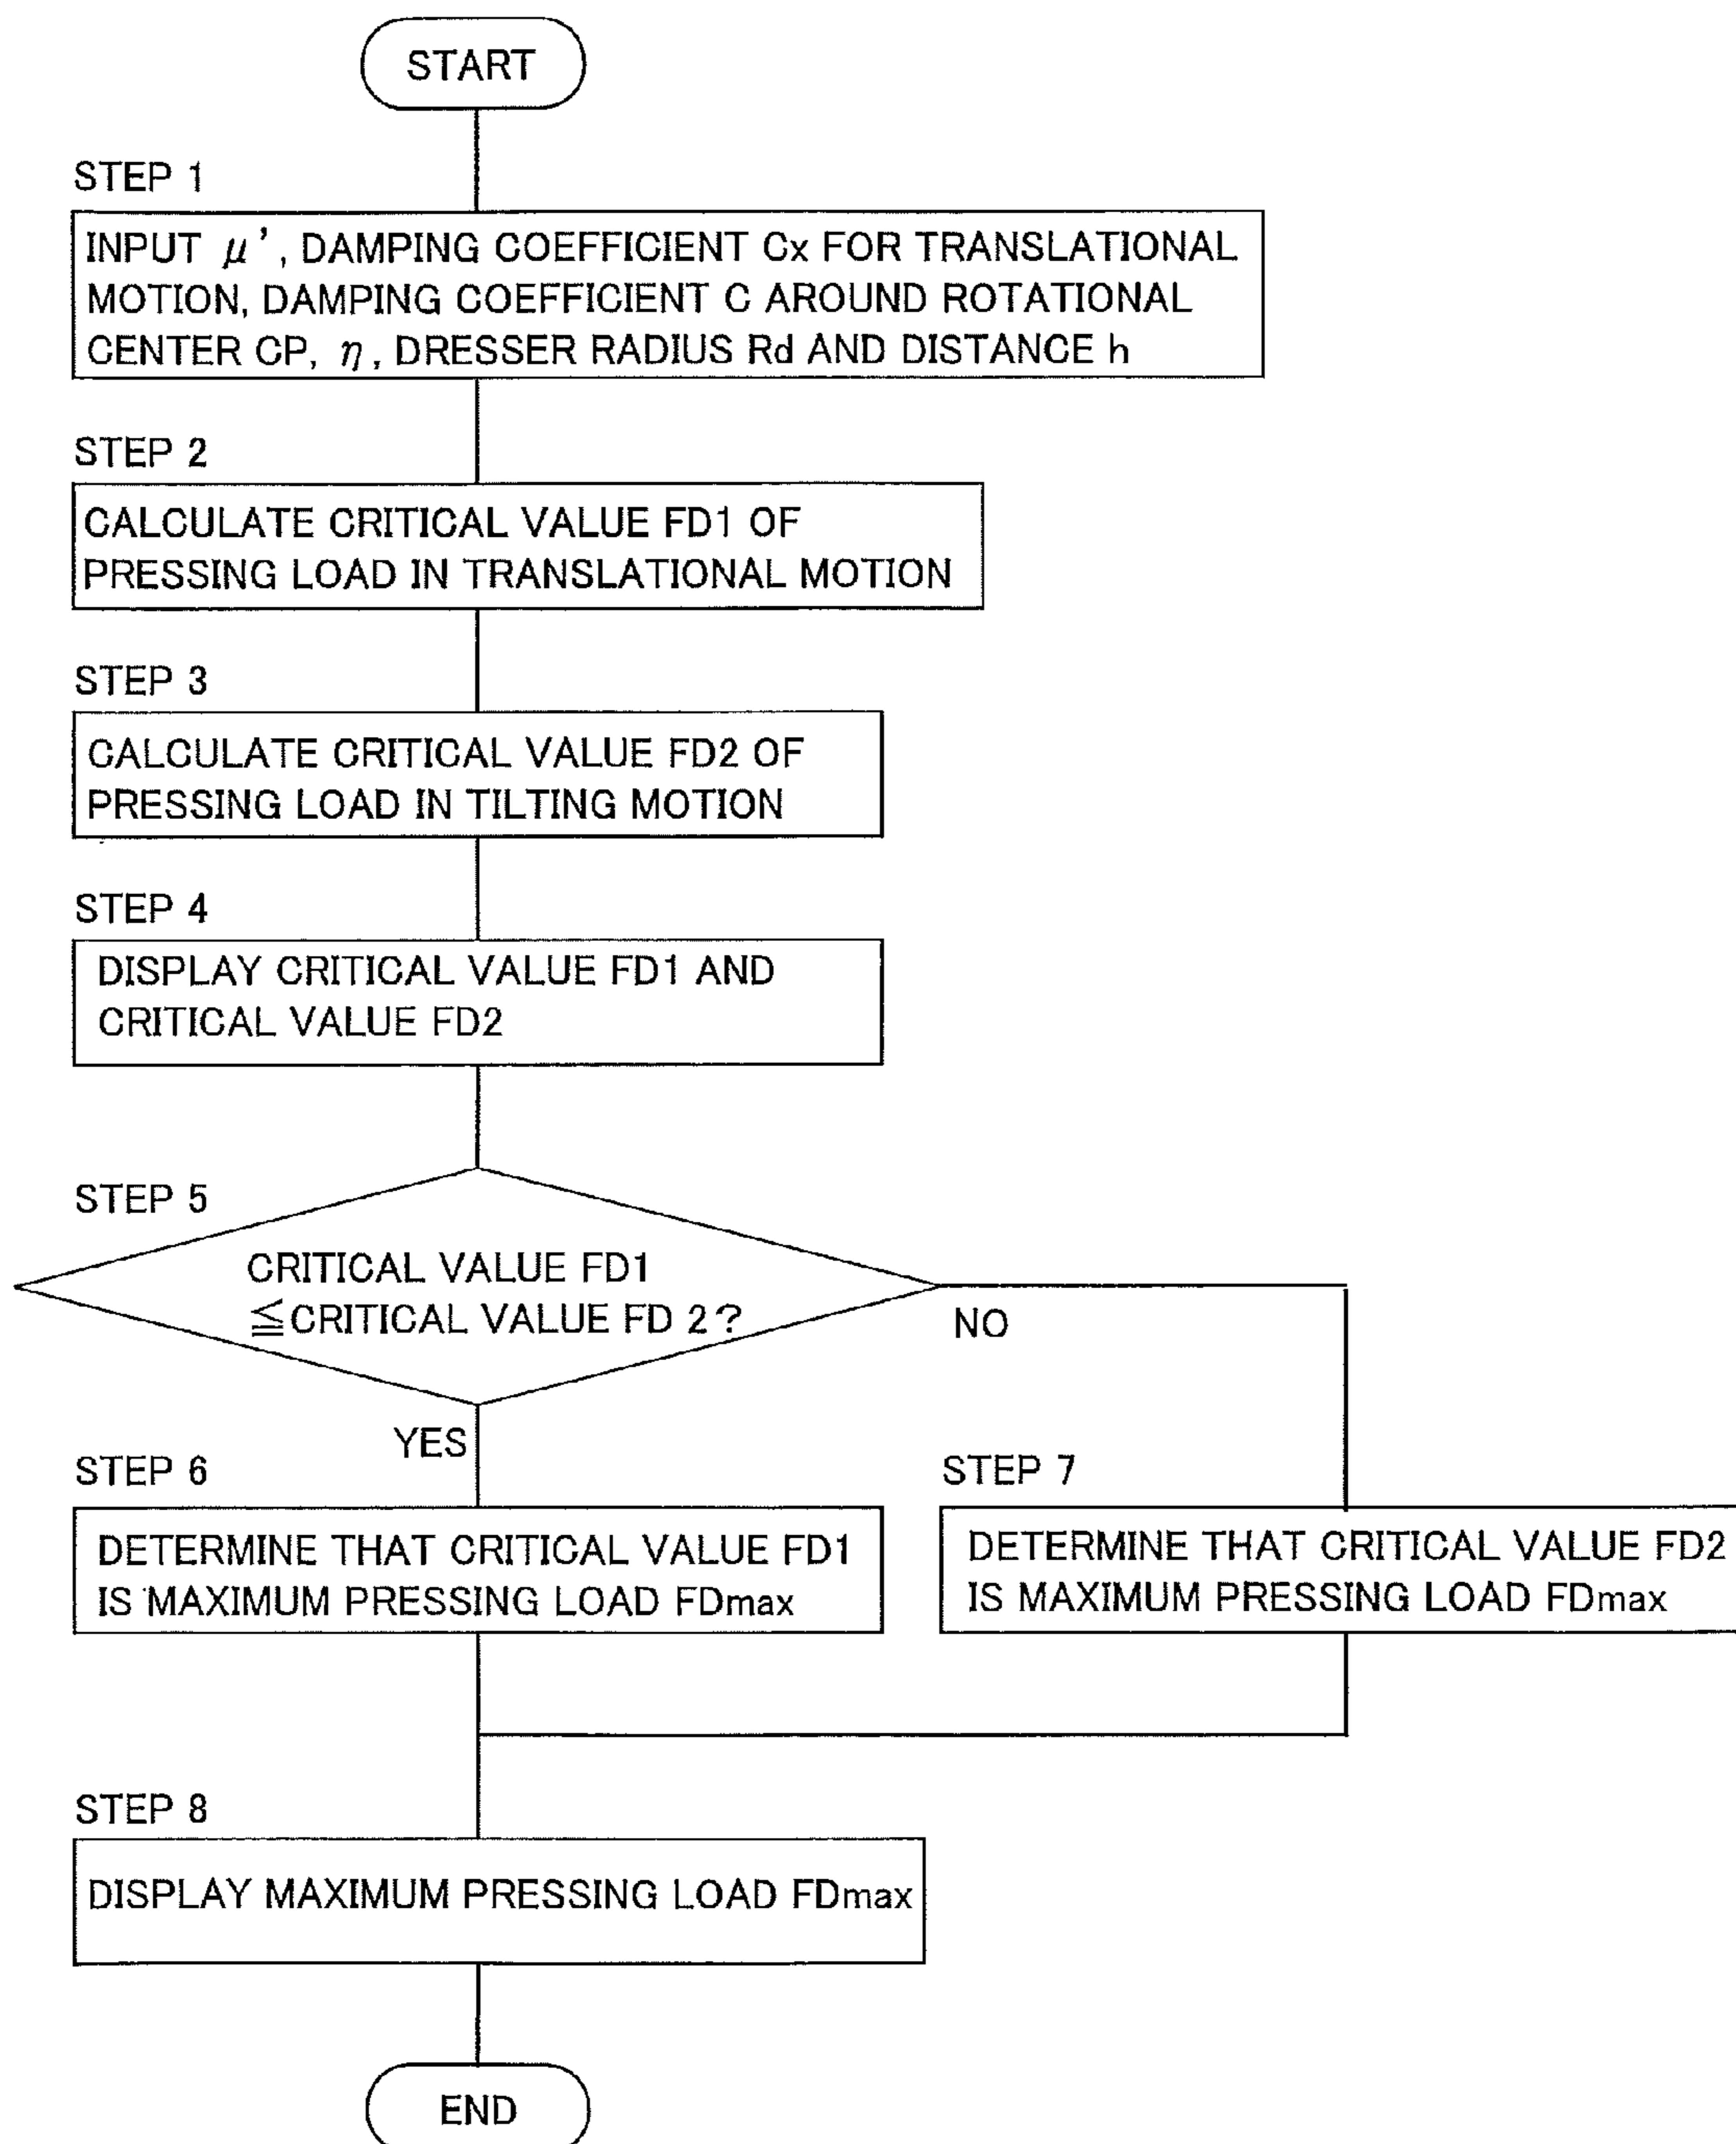 START
STEP 1
INPUT μ', DAMPING COEFFICIENT Cx FOR TRANSLATIONAL
MOTION, DAMPING COEFFICIENT C AROUND ROTATIONAL
CENTER CP, η, DRESSER RADIUS Rd AND DISTANCE h
STEP 2
CALCULATE CRITICAL VALUE FD1 OF
PRESSING LOAD IN TRANSLATIONAL MOTION
STEP 3
CALCULATE CRITICAL VALUE FD2 OF
PRESSING LOAD IN TILTING MOTION
STEP 4
DISPLAY CRITICAL VALUE FD1 AND
CRITICAL VALUE FD2
STEP 5
CRITICAL VALUE FD1
≦CRITICAL VALUE FD 2?
NO
YES
STEP 6
DETERMINE THAT CRITICAL VALUE FD1
IS MAXIMUM PRESSING LOAD FDmax
STEP 7
DETERMINE THAT CRITICAL VALUE FD2
IS MAXIMUM PRESSING LOAD FDmax
STEP 8
DISPLAY MAXIMUM PRESSING LOAD FDmax
END